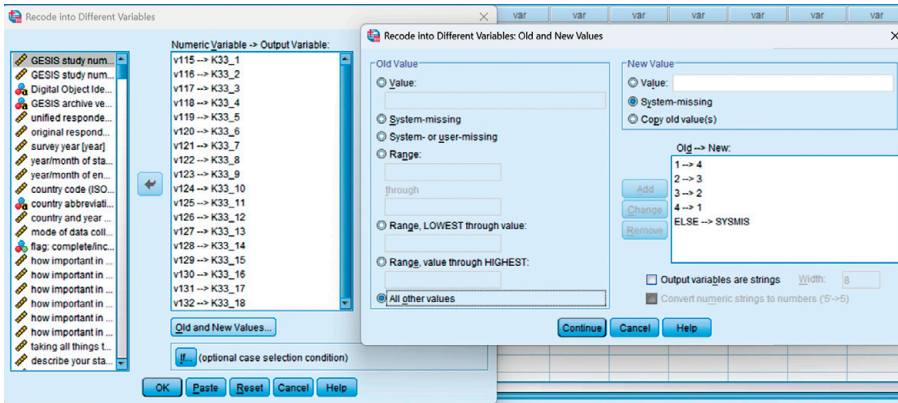 Recode into Different Variables
Numeric Variable -> Output Variable:
GESIS study num...
GESIS study num...
Digital Object Ide...
GESIS archive ve...
unified responde...
original respond...
survey year [year]
year/month of sta...
year/month of en...
country code (ISO...
country abbreviati...
country and year ...
mode of data coll...
flag: complete/inc...
how important in ...
how important in ...
how important in ...
how important in ...
how important in ...
how important in ...
taking all things t...
describe your sta...
v115 --> K33_1
v116 --> K33_2
v117 --> K33_3
v118 --> K33_4
v119 --> K33_5
v120 --> K33_6
v121 --> K33_7
v122 --> K33_8
v123 --> K33_9
v124 --> K33_10
v125 --> K33_11
v126 --> K33_12
v127 --> K33_13
v128 --> K33_14
v129 --> K33_15
v130 --> K33_16
v131 --> K33_17
v132 --> K33_18
Old and New Values...
If... (optional case selection condition)
OK Paste Reset Cancel Help
var var var var var var var
Recode into Different Variables: Old and New Values
Old Value
Value:
System-missing
System- or user-missing
Range:
through
Range, LOWEST through value:
Range, value through HIGHEST:
All other values
New Value
Value:
System-missing
Copy old value(s)
Old --> New:
1 --> 4
2 --> 3
3 --> 2
4 --> 1
ELSE --> SYSMIS
Add
Change
Remove
Output variables are strings Width: 8
Convert numeric strings to numbers ('5'->5)
Continue Cancel Help